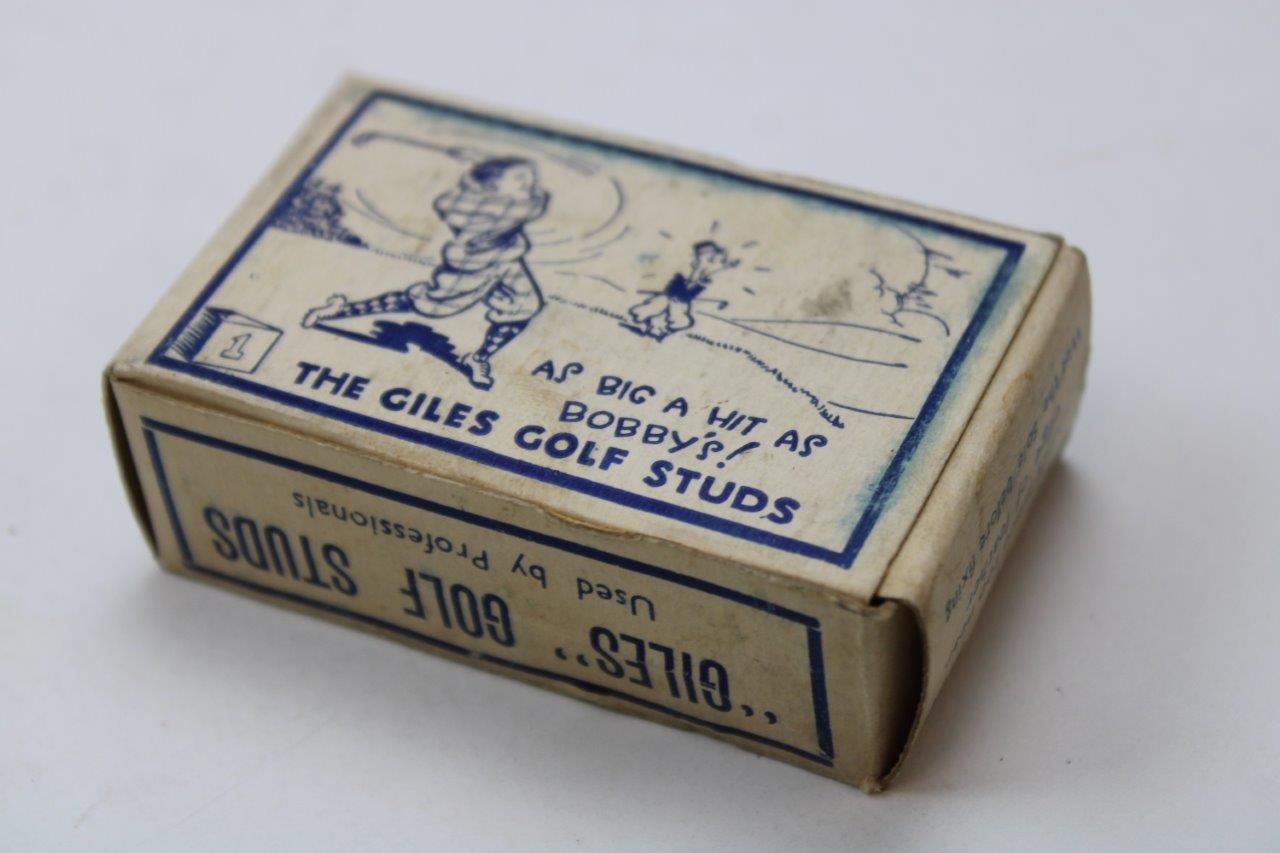 1
AS BIG A HIT AS
BOBBY'S!
THE GILES GOLF STUDS
"GILES" GOLF STUDS
Used by Professionals